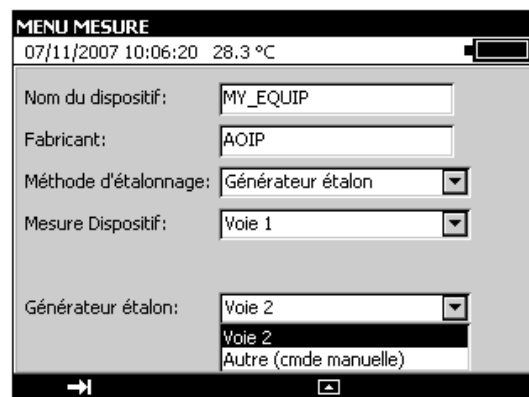 MENU MESURE
07/11/2007 10:06:20 28.3 °C
Nom du dispositif: MY_EQUIP
Fabricant: AOIP
Méthode d'étalonnage: Générateur étalon
Mesure Dispositif: Voie 1
Générateur étalon: Voie 2
Voie 2
Autre (cmde manuelle)